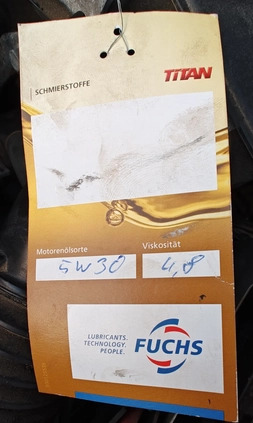 TITAN
SCHMIERSTOFFE
Motorenölsorte
Viskosität
5W30
4,8
LUBRICANTS.
TECHNOLOGY.
PEOPLE.
FUCHS